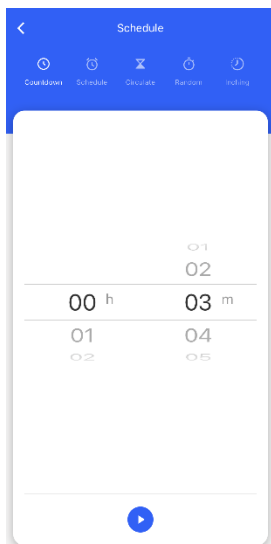 Schedule
Countdown Schedule Circulate Random Inching
01
02
00 h 03 m
01 04
02 05